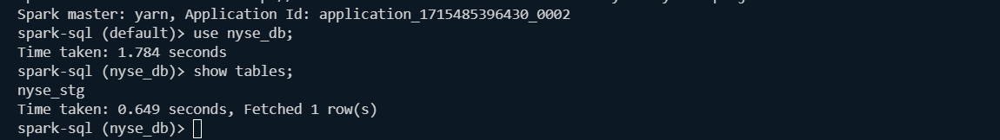 Spark master: yarn, Application Id: application_1715485396430_0002
spark-sql (default)> use nyse_db;
Time taken: 1.784 seconds
spark-sql (nyse_db)> show tables;
nyse_stg
Time taken: 0.649 seconds, Fetched 1 row(s)
spark-sql (nyse_db)>